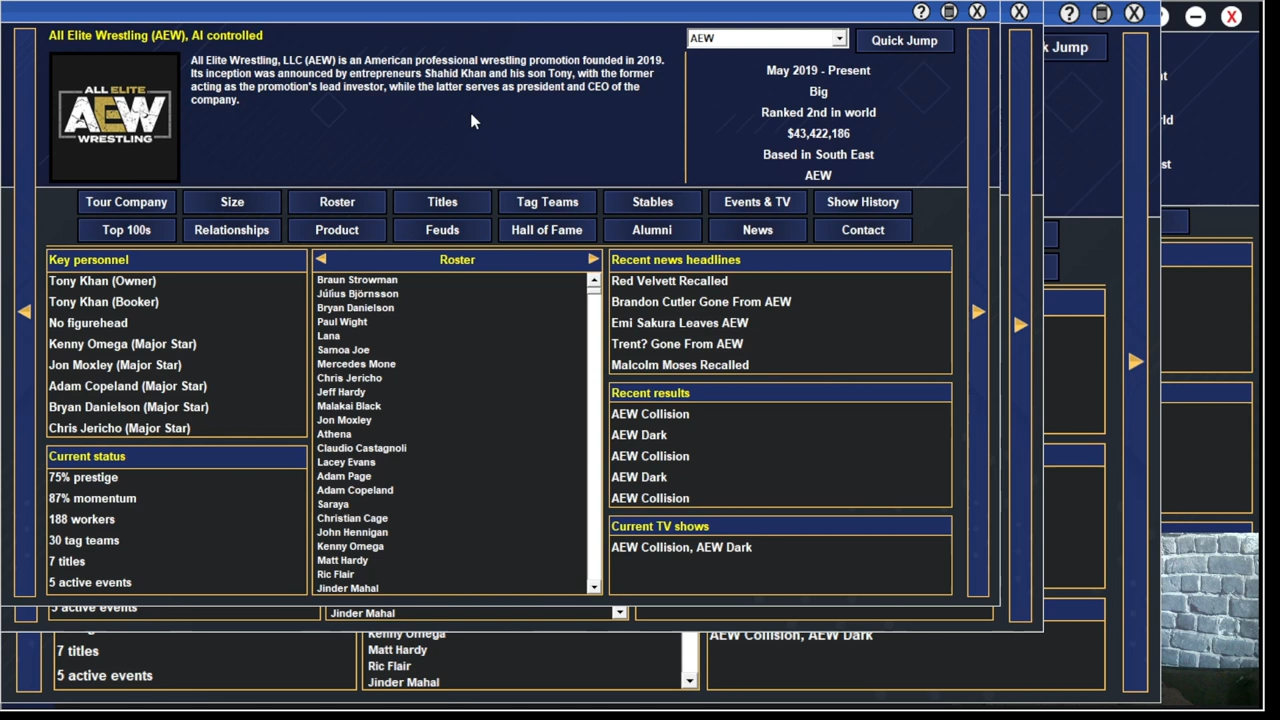 All Elite Wrestling (AEW), AI controlled
ALL ELITE
AEW
WRESTLING
All Elite Wrestling, LLC (AEW) is an American professional wrestling promotion founded in 2019.
Its inception was announced by entrepreneurs Shahid Khan and his son Tony, with the former
acting as the promotion's lead investor, while the latter serves as president and CEO of the
company.
AEW
Quick Jump
k Jump
May 2019 - Present
Big
Ranked 2nd in world
$43,422,186
Based in South East
AEW
Tour Company
Size
Roster
Titles
Tag Teams
Stables
Events & TV
Show History
Top 100s
Relationships
Product
Feuds
Hall of Fame
Alumni
News
Contact
Key personnel
Tony Khan (Owner)
Tony Khan (Booker)
No figurehead
Kenny Omega (Major Star)
Jon Moxley (Major Star)
Adam Copeland (Major Star)
Bryan Danielson (Major Star)
Chris Jericho (Major Star)
Current status
75% prestige
87% momentum
188 workers
30 tag teams
7 titles
5 active events
Roster
Braun Strowman
Július Björnsson
Bryan Danielson
Paul Wight
Lana
Samoa Joe
Mercedes Mone
Chris Jericho
Jeff Hardy
Malakai Black
Jon Moxley
Athena
Claudio Castagnoli
Lacey Evans
Adam Page
Adam Copeland
Saraya
Christian Cage
John Hennigan
Kenny Omega
Matt Hardy
Ric Flair
Jinder Mahal
Recent news headlines
Red Velvett Recalled
Brandon Cutler Gone From AEW
Emi Sakura Leaves AEW
Trent? Gone From AEW
Malcolm Moses Recalled
Recent results
AEW Collision
AEW Dark
AEW Collision
AEW Dark
AEW Collision
Current TV shows
AEW Collision, AEW Dark
5 active events
Jinder Mahal
7 titles
5 active events
Kenny Omega
Matt Hardy
Ric Flair
Jinder Mahal
AEW Collision, AEW Dark